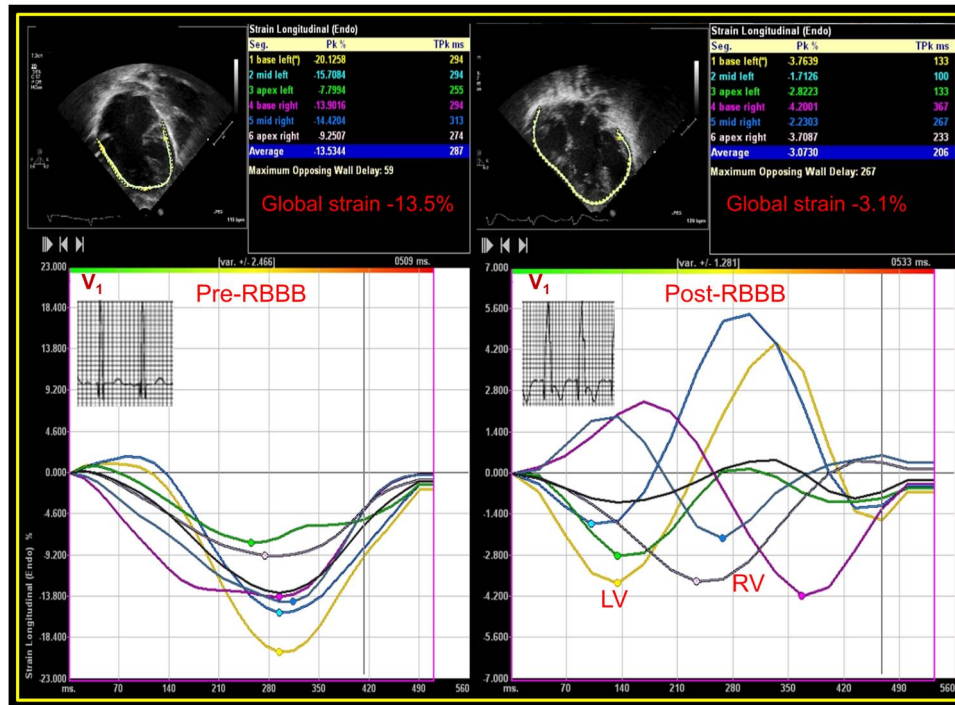 Strain Longitudinal (Endo)
Seg. Pk % TPk ms
1 base left(*) -20.1258 294
2 mid left -15.7084 294
3 apex left -7.7994 255
4 base right -13.9016 294
5 mid right -14.4204 313
6 apex right -9.2507 274
Average -13.5344 287
Maximum Opposing Wall Delay: 59
Global strain -13.5%
JPEG
115 bpm
Strain Longitudinal (Endo)
Seg. Pk % TPk ms
1 base left(*) -3.7639 133
2 mid left -1.7126 100
3 apex left -2.8223 133
4 base right -4.2001 367
5 mid right -2.2303 267
6 apex right -3.7087 233
Average -3.0730 206
Maximum Opposing Wall Delay: 267
Global strain -3.1%
JPEG
|var. +/- 2.466| 0509 ms.
V1
Pre-RBBB
23.000
18.400
13.800
9.200
4.600
0.000
-4.600
-9.200
-13.800
-18.400
-23.000
Strain Longitudinal (Endo) %
ms. 70 140 210 280 350 420 490 560
|var. +/- 1.281| 0533 ms.
V1
Post-RBBB
7.000
5.600
4.200
2.800
1.400
0.000
-1.400
-2.800
-4.200
-5.600
-7.000
LV
RV
ms. 70 140 210 280 350 420 490 560